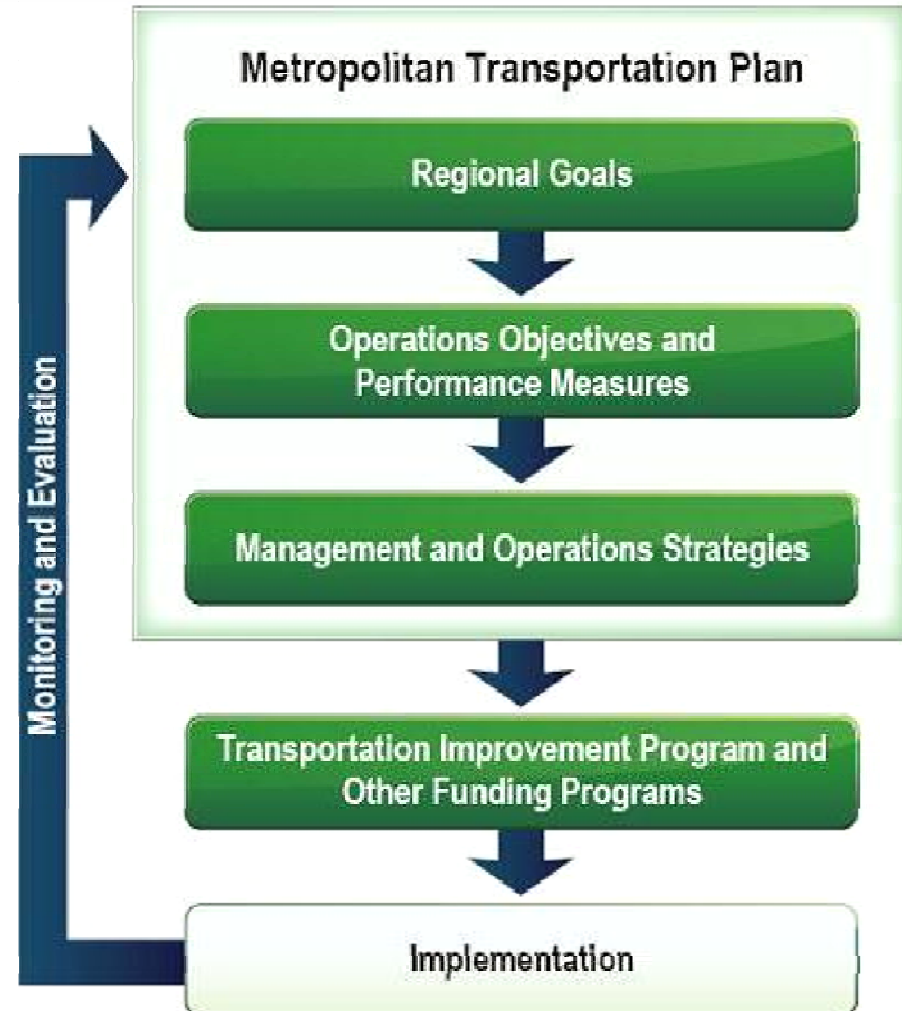 Metropolitan Transportation Plan
Regional Goals
Operations Objectives and
Performance Measures
Management and Operations Strategies
Transportation Improvement Program and
Other Funding Programs
Implementation
Monitoring and Evaluation